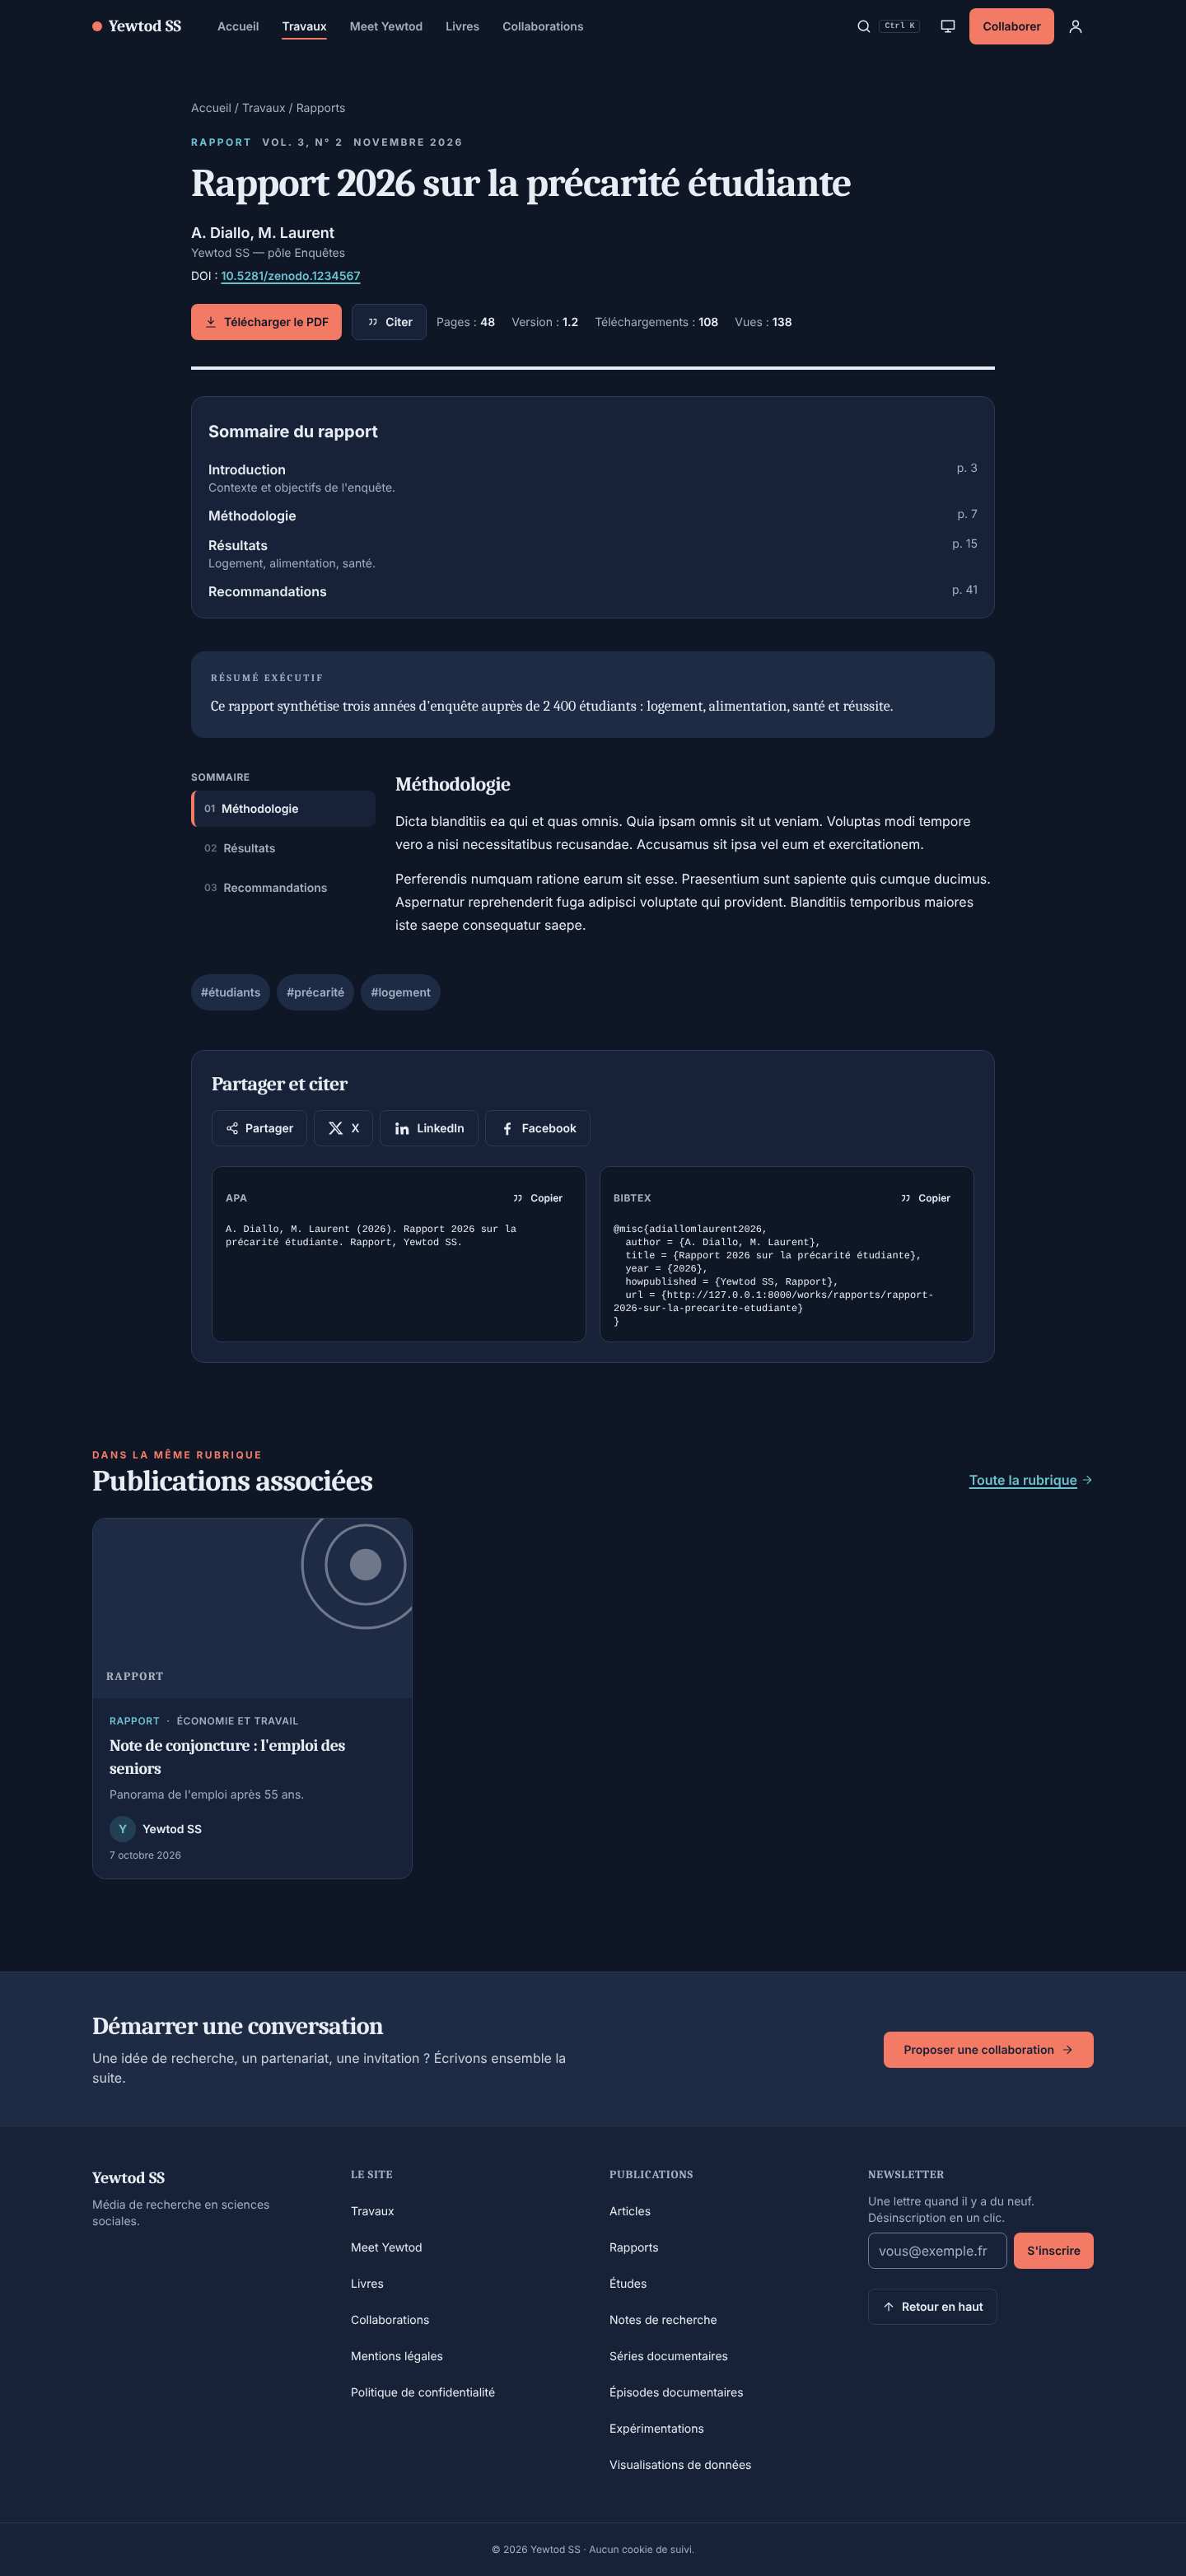 Yewtod SS
Accueil
Travaux
Meet Yewtod
Livres
Collaborations
Ctrl K
Collaborer
Accueil / Travaux / Rapports
RAPPORT VOL. 3, N° 2 NOVEMBRE 2026
Rapport 2026 sur la précarité étudiante
A. Diallo, M. Laurent
Yewtod SS — pôle Enquêtes
DOI : 10.5281/zenodo.1234567
Télécharger le PDF
Citer
Pages : 48
Version : 1.2
Téléchargements : 108
Vues : 138
Sommaire du rapport
Introduction
p. 3
Contexte et objectifs de l'enquête.
Méthodologie
p. 7
Résultats
p. 15
Logement, alimentation, santé.
Recommandations
p. 41
RÉSUMÉ EXÉCUTIF
Ce rapport synthétise trois années d'enquête auprès de 2 400 étudiants : logement, alimentation, santé et réussite.
SOMMAIRE
01 Méthodologie
02 Résultats
03 Recommandations
Méthodologie
Dicta blanditiis ea qui et quas omnis. Quia ipsam omnis sit ut veniam. Voluptas modi tempore
vero a nisi necessitatibus recusandae. Accusamus sit ipsa vel eum et exercitationem.
Perferendis numquam ratione earum sit esse. Praesentium sunt sapiente quis cumque ducimus.
Aspernatur reprehenderit fuga adipisci voluptate qui provident. Blanditiis temporibus maiores
iste saepe consequatur saepe.
#étudiants
#précarité
#logement
Partager et citer
Partager
X
LinkedIn
Facebook
APA
Copier
A. Diallo, M. Laurent (2026). Rapport 2026 sur la
précarité étudiante. Rapport, Yewtod SS.
BIBTEX
Copier
@misc{adiallomlaurent2026,
author = {A. Diallo, M. Laurent},
title = {Rapport 2026 sur la précarité étudiante},
year = {2026},
howpublished = {Yewtod SS, Rapport},
url = {http://127.0.0.1:8000/works/rapports/rapport-
2026-sur-la-precarite-etudiante}
}
DANS LA MÊME RUBRIQUE
Publications associées
Toute la rubrique
RAPPORT
RAPPORT · ÉCONOMIE ET TRAVAIL
Note de conjoncture : l'emploi des
seniors
Panorama de l'emploi après 55 ans.
Y
Yewtod SS
7 octobre 2026
Démarrer une conversation
Une idée de recherche, un partenariat, une invitation ? Écrivons ensemble la
suite.
Proposer une collaboration
Yewtod SS
Média de recherche en sciences
sociales.
LE SITE
Travaux
Meet Yewtod
Livres
Collaborations
Mentions légales
Politique de confidentialité
PUBLICATIONS
Articles
Rapports
Études
Notes de recherche
Séries documentaires
Épisodes documentaires
Expérimentations
Visualisations de données
NEWSLETTER
Une lettre quand il y a du neuf.
Désinscription en un clic.
vous@exemple.fr
S'inscrire
Retour en haut
© 2026 Yewtod SS · Aucun cookie de suivi.